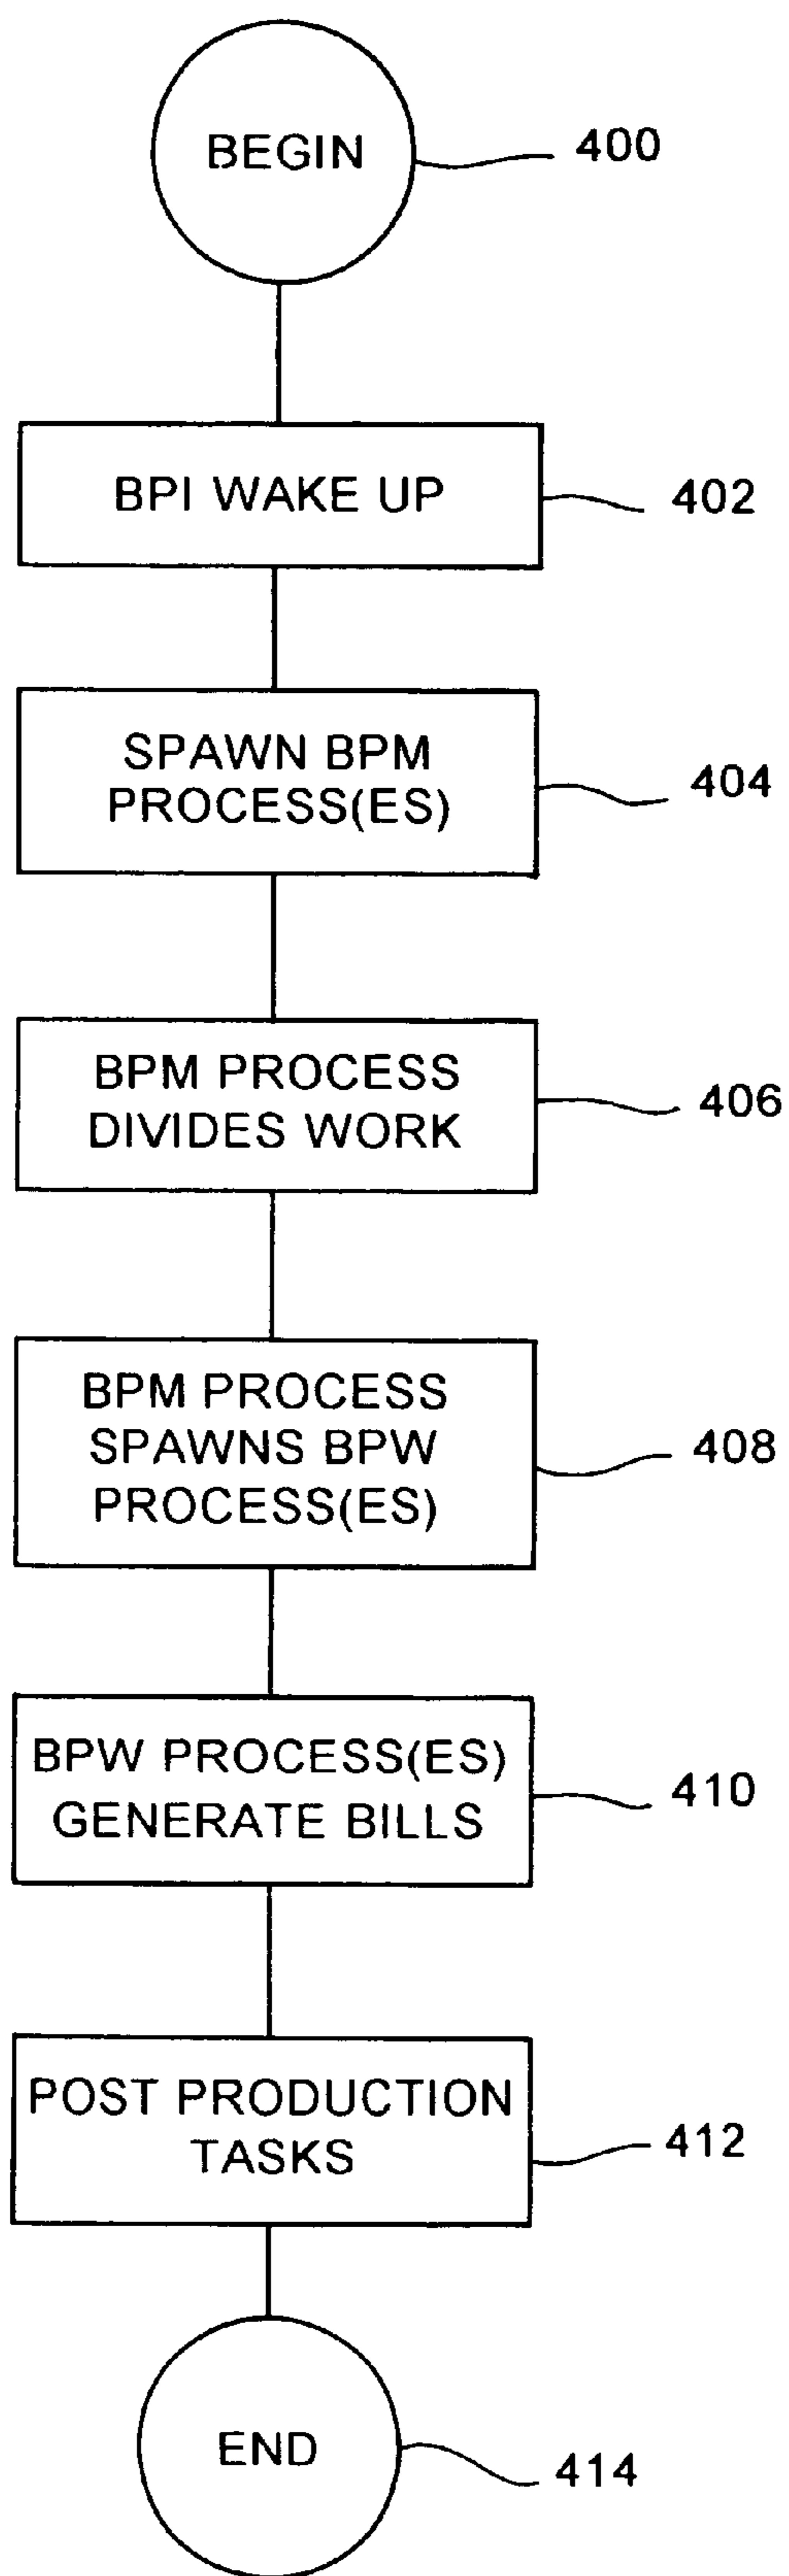 BEGIN
400
BPI WAKE UP
402
SPAWN BPM
PROCESS(ES)
404
BPM PROCESS
DIVIDES WORK
406
BPM PROCESS
SPAWNS BPW
PROCESS(ES)
408
BPW PROCESS(ES)
GENERATE BILLS
410
POST PRODUCTION
TASKS
412
END
414